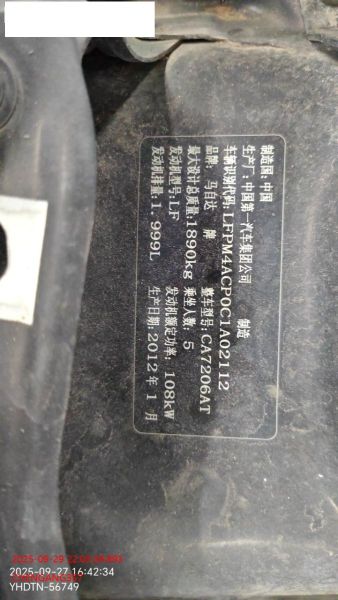 制造国: 中国
生产厂: 中国第一汽车集团公司 制造
车辆识别代码: LFPM4ACP0C1A02112
品牌: 马自达 牌 整车型号: CA7206AT
最大设计总质量: 1890kg 乘坐人数: 5
发动机型号: LF 发动机额定功率: 108kW
发动机排量: 1.999L 生产日期: 2012年1月
2025-09-27 16:42:34
YHDTN-56749